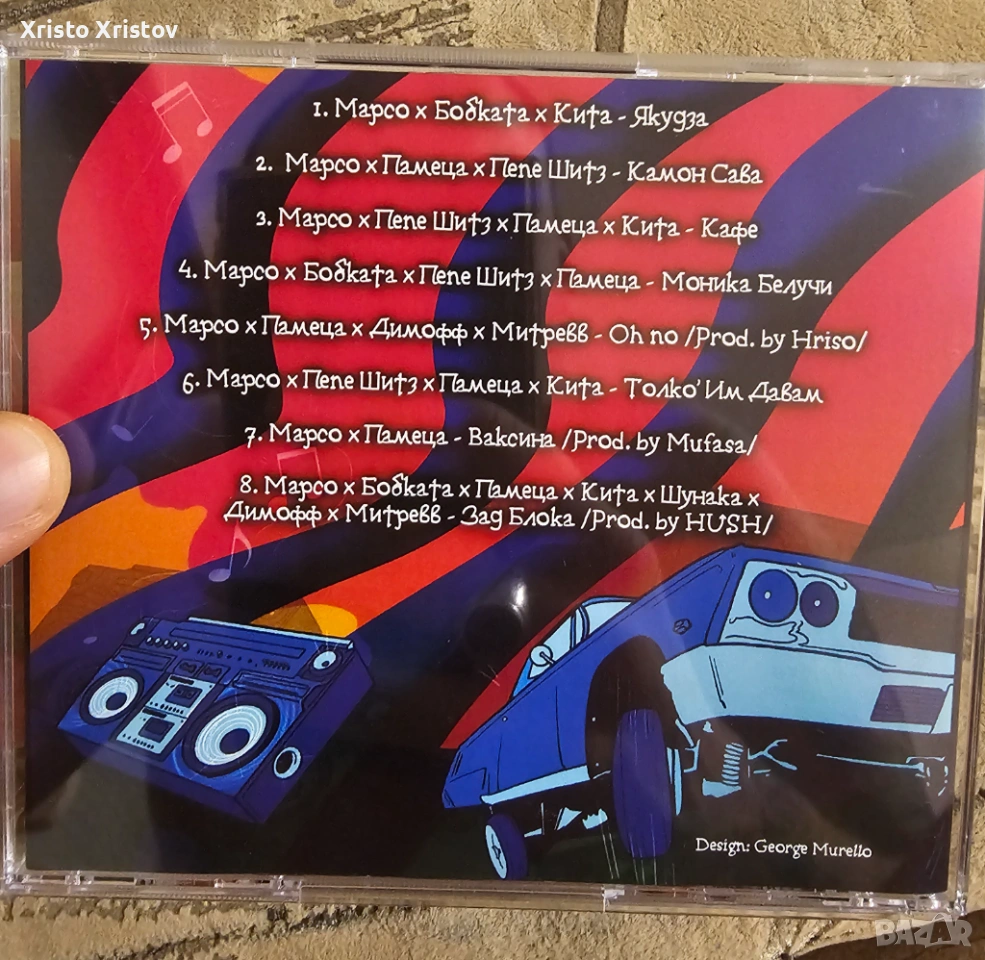 Xristo Xristov
1. Марсо x Бобката x Кита - Якудза
2. Марсо x Памеца x Пепе Шитз - Камон Сава
3. Марсо x Пепе Шитз x Памеца x Кита - Кафе
4. Марсо x Бобката x Пепе Шитз x Памеца - Моника Белучи
5. Марсо x Памеца x Димофф x Митревв - Oh no /Prod. by Hriso/
6. Марсо x Пепе Шитз x Памеца x Кита - Толко' Им Давам
7. Марсо x Памеца - Ваксина /Prod. by Mufasa/
8. Марсо x Бобката x Памеца x Кита x Шунака x
Димофф x Митревв - Зад Блока /Prod. by HUSH/
Design: George Murello
BAZAR